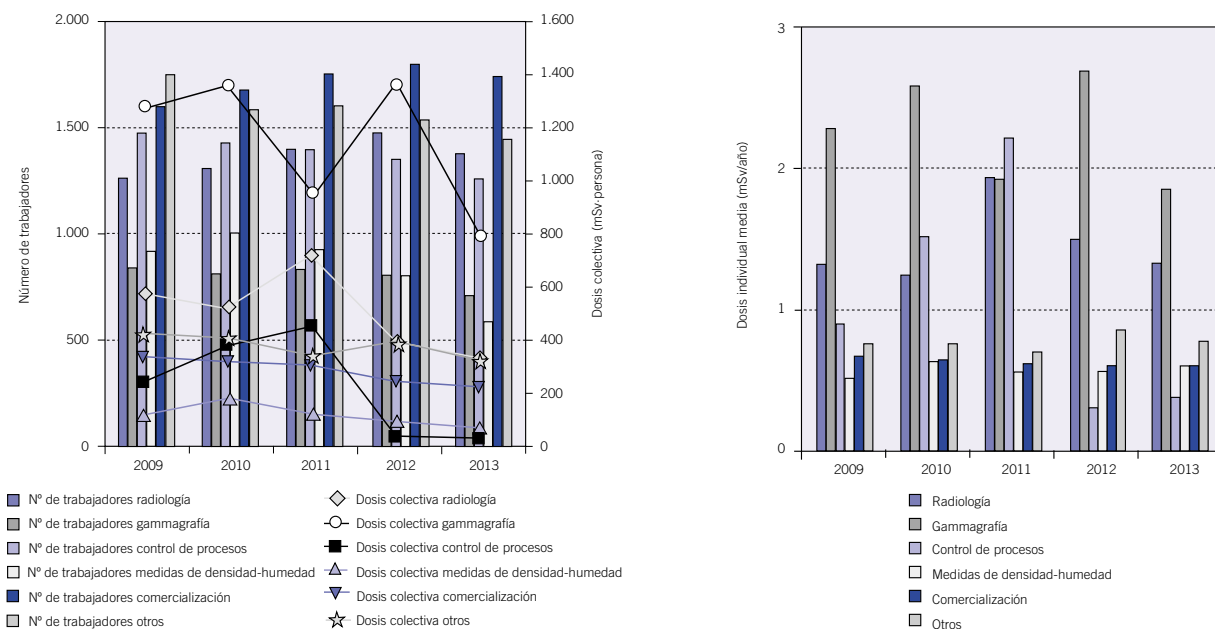 2.000
1.500
1.000
500
0
Número de trabajadores
1.600
1.400
1.200
1.000
800
600
400
200
0
Dosis colectiva (mSv·persona)
2009 2010 2011 2012 2013
Nº de trabajadores radiología
Nº de trabajadores gammagrafía
Nº de trabajadores control de procesos
Nº de trabajadores medidas de densidad-humedad
Nº de trabajadores comercialización
Nº de trabajadores otros
Dosis colectiva radiología
Dosis colectiva gammagrafía
Dosis colectiva control de procesos
Dosis colectiva medidas de densidad-humedad
Dosis colectiva comercialización
Dosis colectiva otros
3
2
1
0
Dosis individual media (mSv/año)
2009 2010 2011 2012 2013
Radiología
Gammagrafía
Control de procesos
Medidas de densidad-humedad
Comercialización
Otros